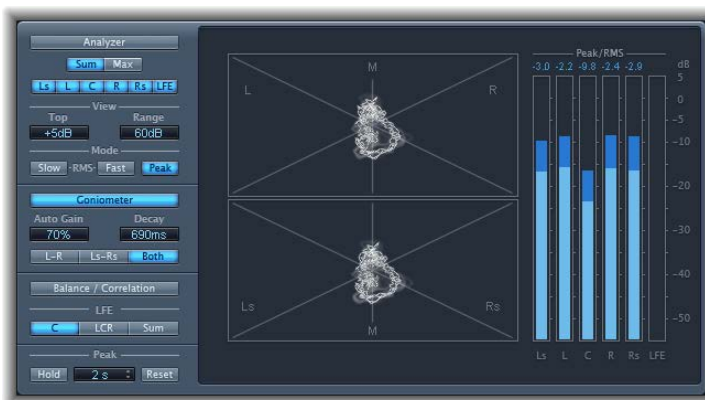 Analyzer
Sum Max
Ls L C R Rs LFE
View
Top Range
+5dB 60dB
Mode
Slow -RMS- Fast Peak
Goniometer
Auto Gain Decay
70% 690ms
L-R Ls-Rs Both
Balance / Correlation
LFE
C LCR Sum
Peak
Hold 2 s Reset
M
L R
Ls Rs
M
Peak/RMS
-3.0 -2.2 -9.8 -2.4 -2.9 dB
5
0
-5
-10
-20
-30
-40
-50
Ls L C R Rs LFE